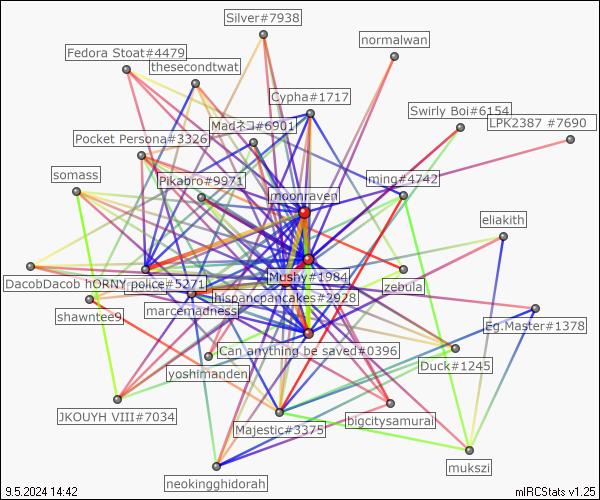 Silver#7938
normalwan
Fedora Stoat#4479
thesecondtwat
Cypha#1717
Swirly Boi#6154
LPK2387 #7690
Madネコ#6901
Pocket Persona#3326
somass
Pikabro#9971
ming#4742
moonraven
eliakith
Mushy#1984
DacobDacob hORNY police#5271
zebula
hispancpancakes#2928
marcemadness
shawntee9
Eg.Master#1378
Can anything be saved#0396
Duck#1245
yoshimanden
JKOUYH VIII#7034
bigcitysamurai
Majestic#3375
mukszi
neokingghidorah
9.5.2024 14:42
mIRCStats v1.25